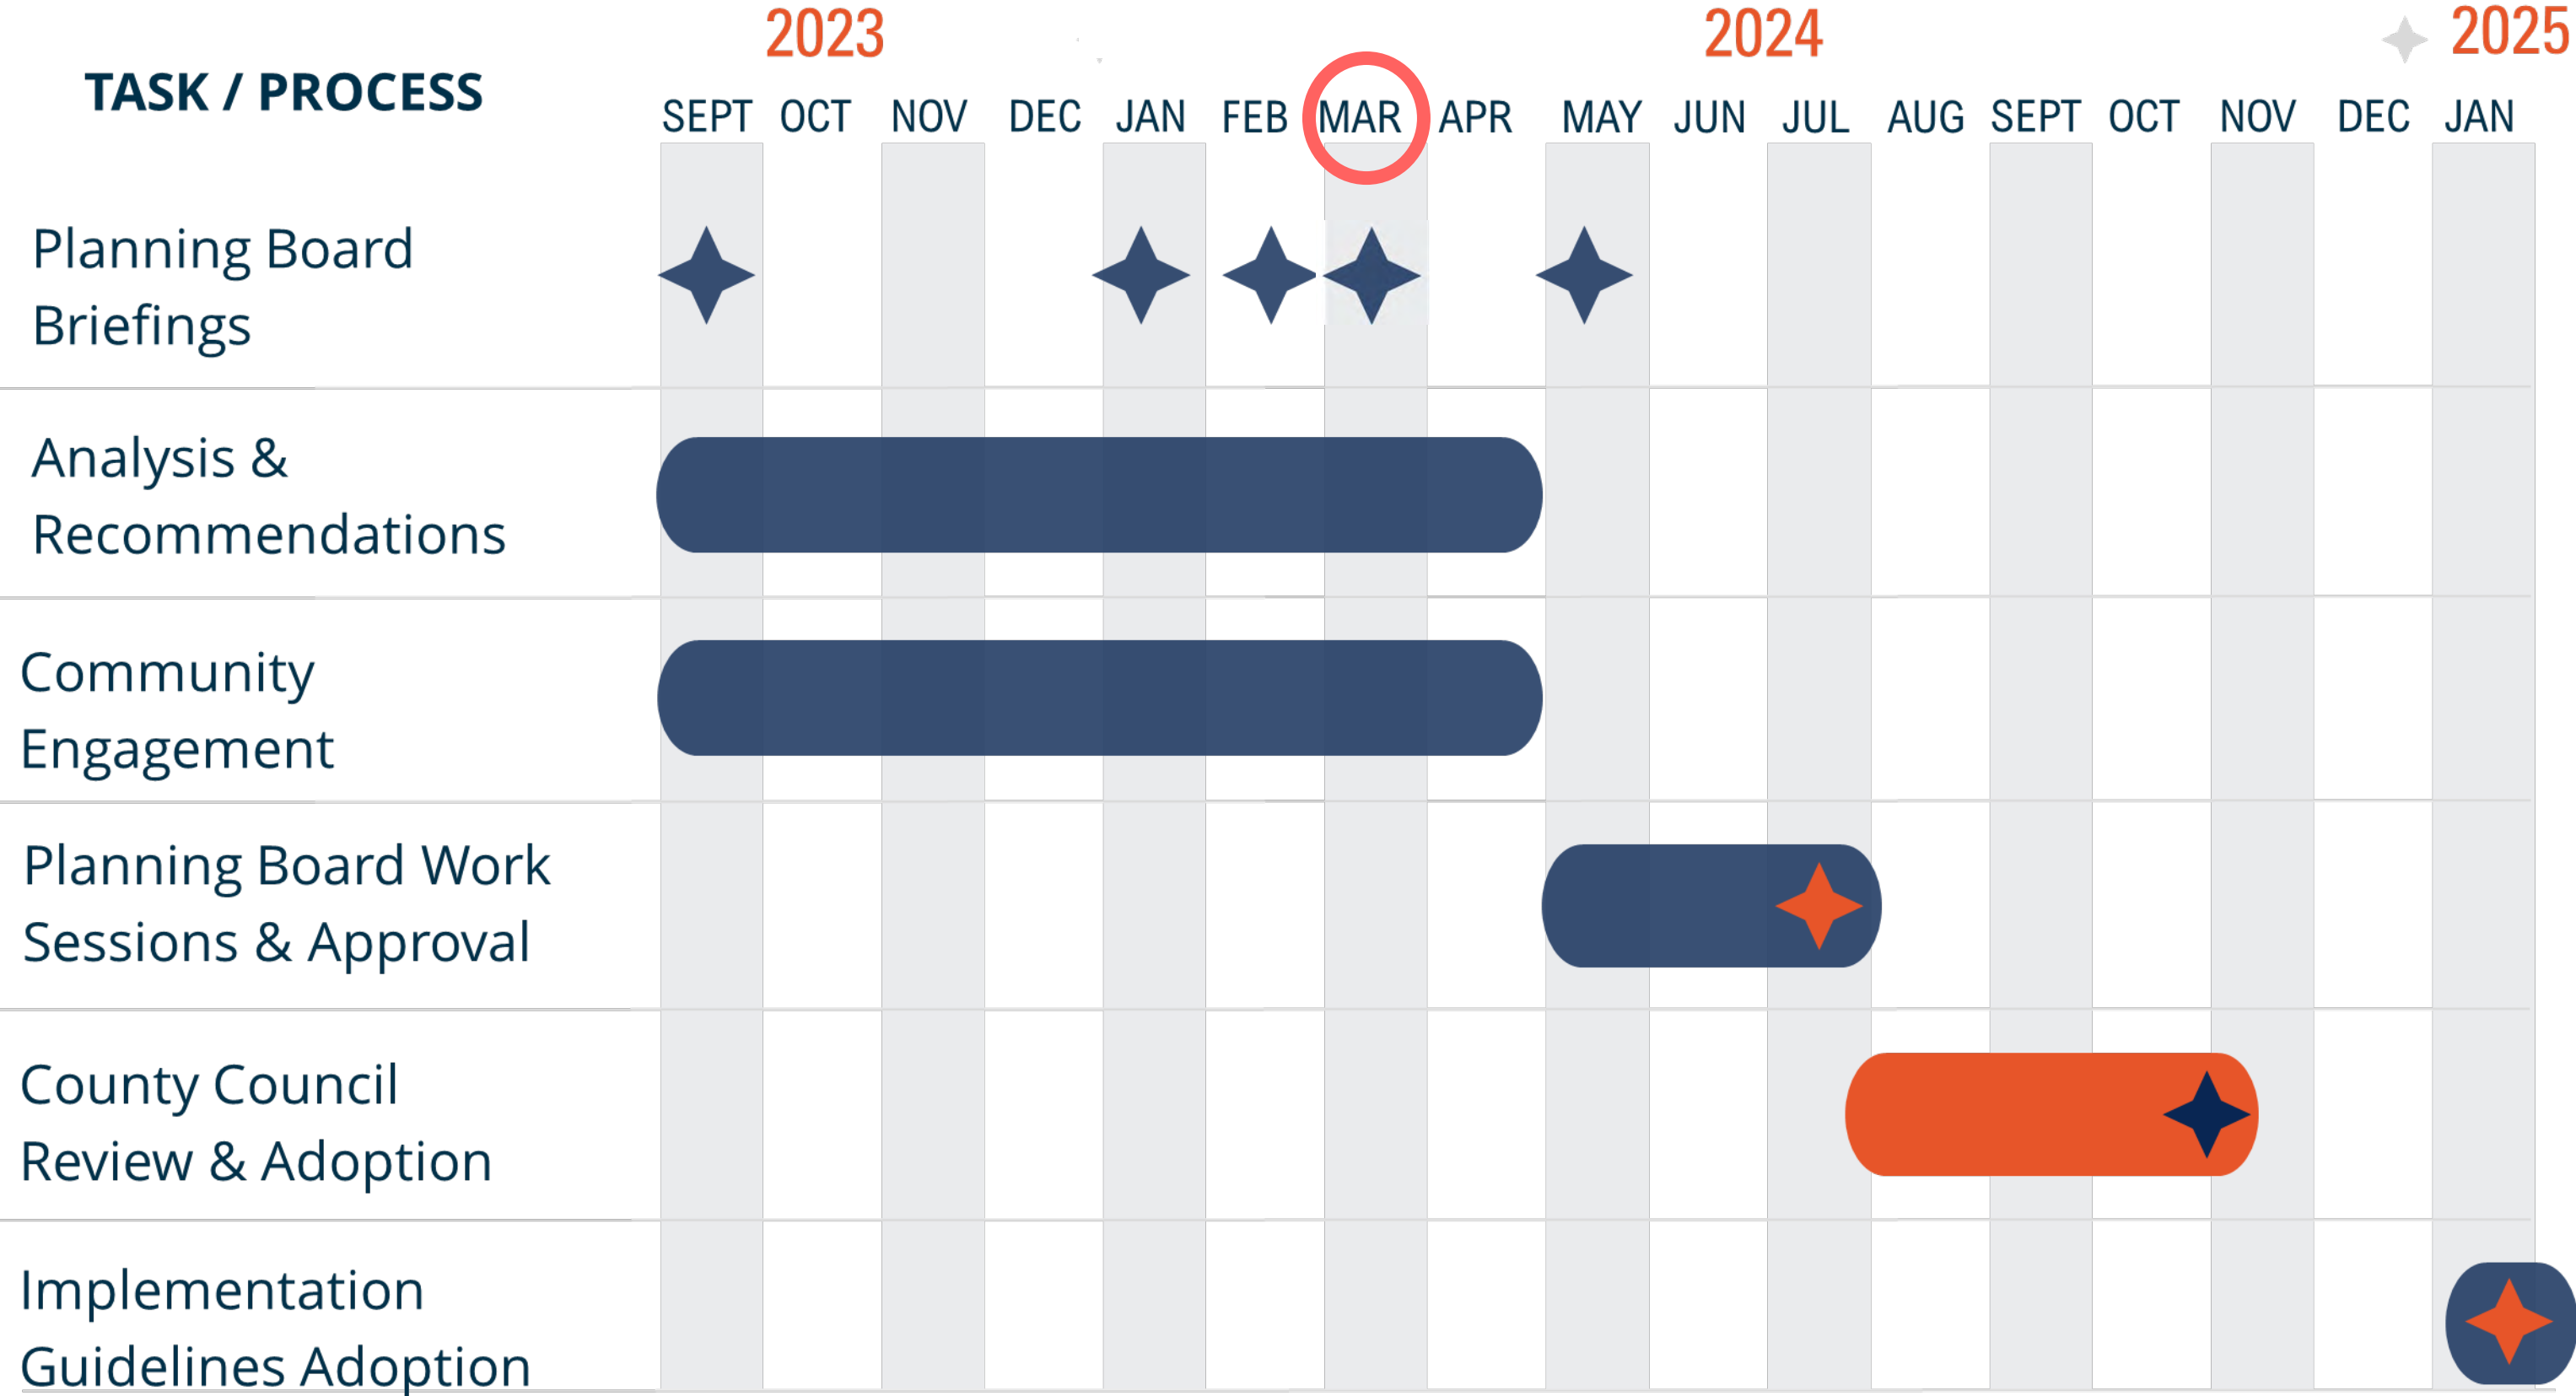 2023 2024 2025
TASK / PROCESS
SEPT OCT NOV DEC JAN FEB MAR APR MAY JUN JUL AUG SEPT OCT NOV DEC JAN
Planning Board
Briefings
Analysis &
Recommendations
Community
Engagement
Planning Board Work
Sessions & Approval
County Council
Review & Adoption
Implementation
Guidelines Adoption